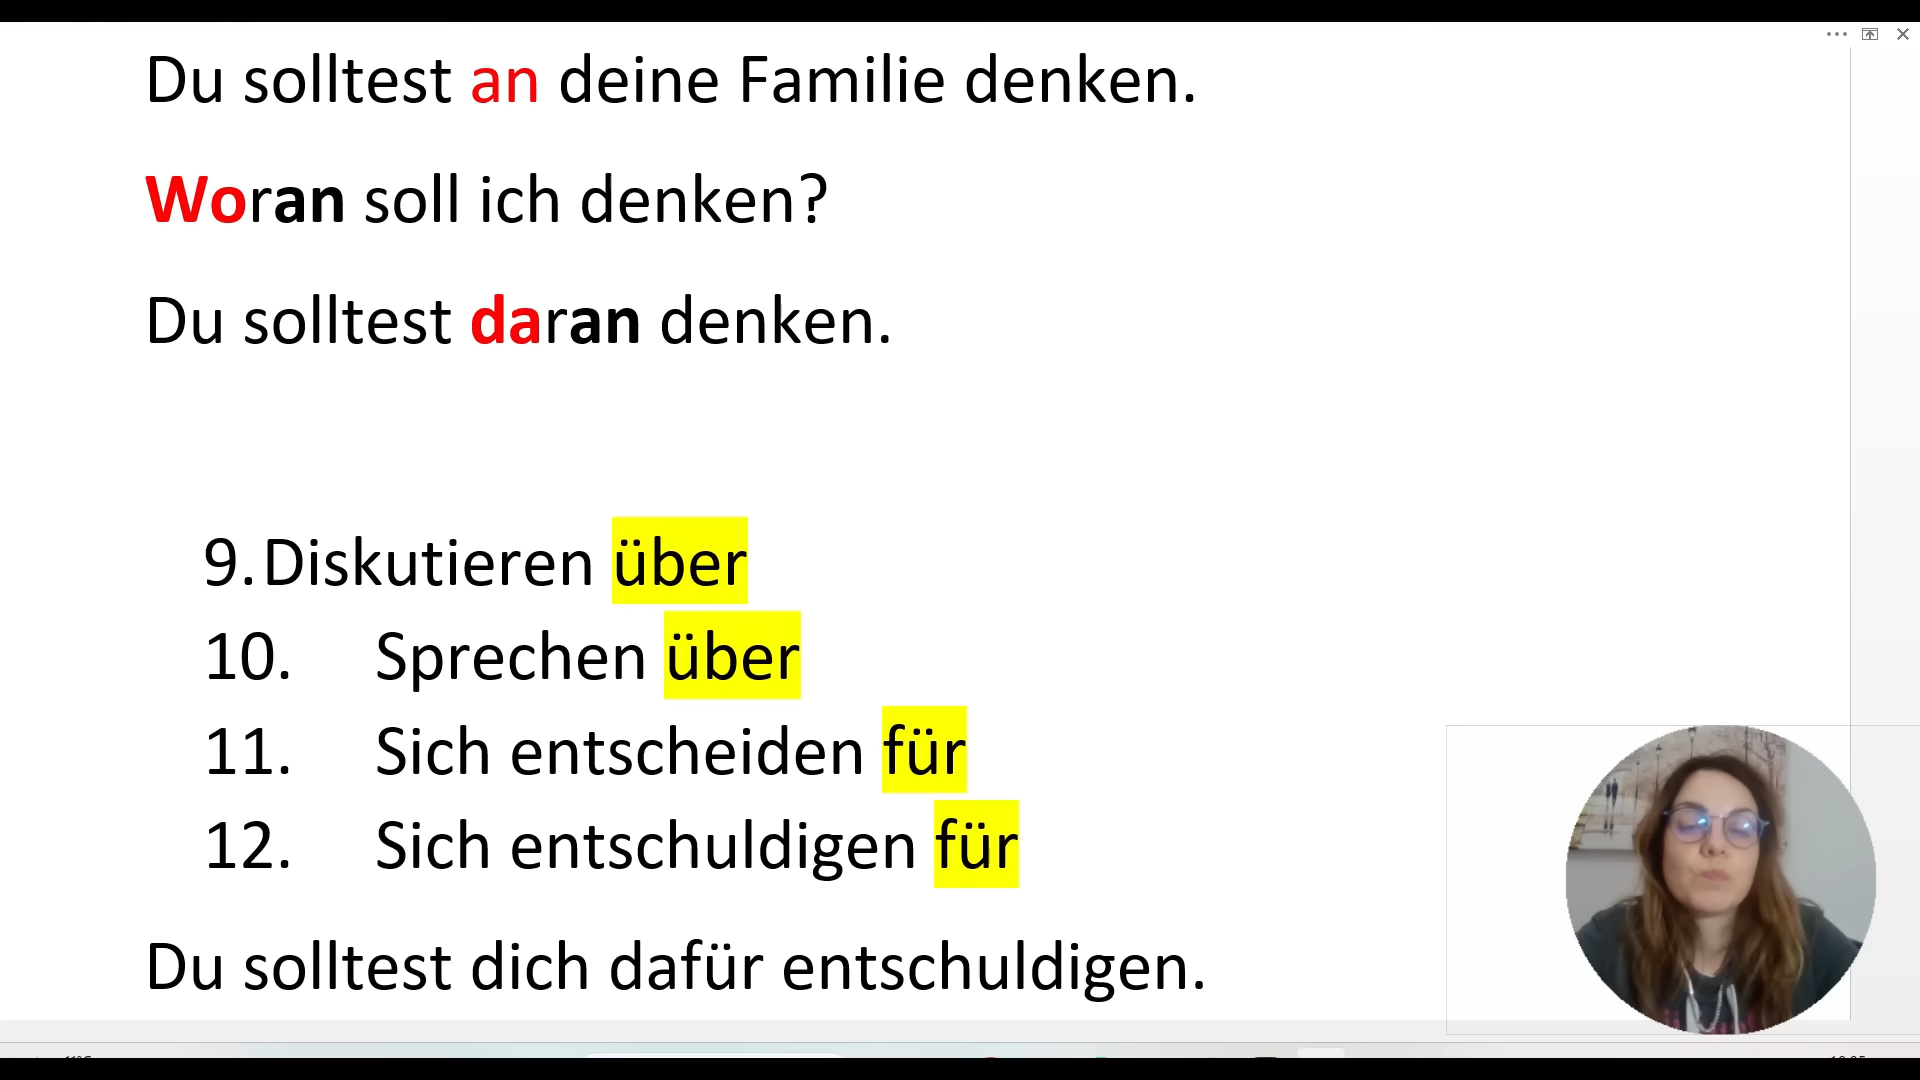 Du solltest an deine Familie denken.
Woran soll ich denken?
Du solltest daran denken.
9. Diskutieren über
10. Sprechen über
11. Sich entscheiden für
12. Sich entschuldigen für
Du solltest dich dafür entschuldigen.